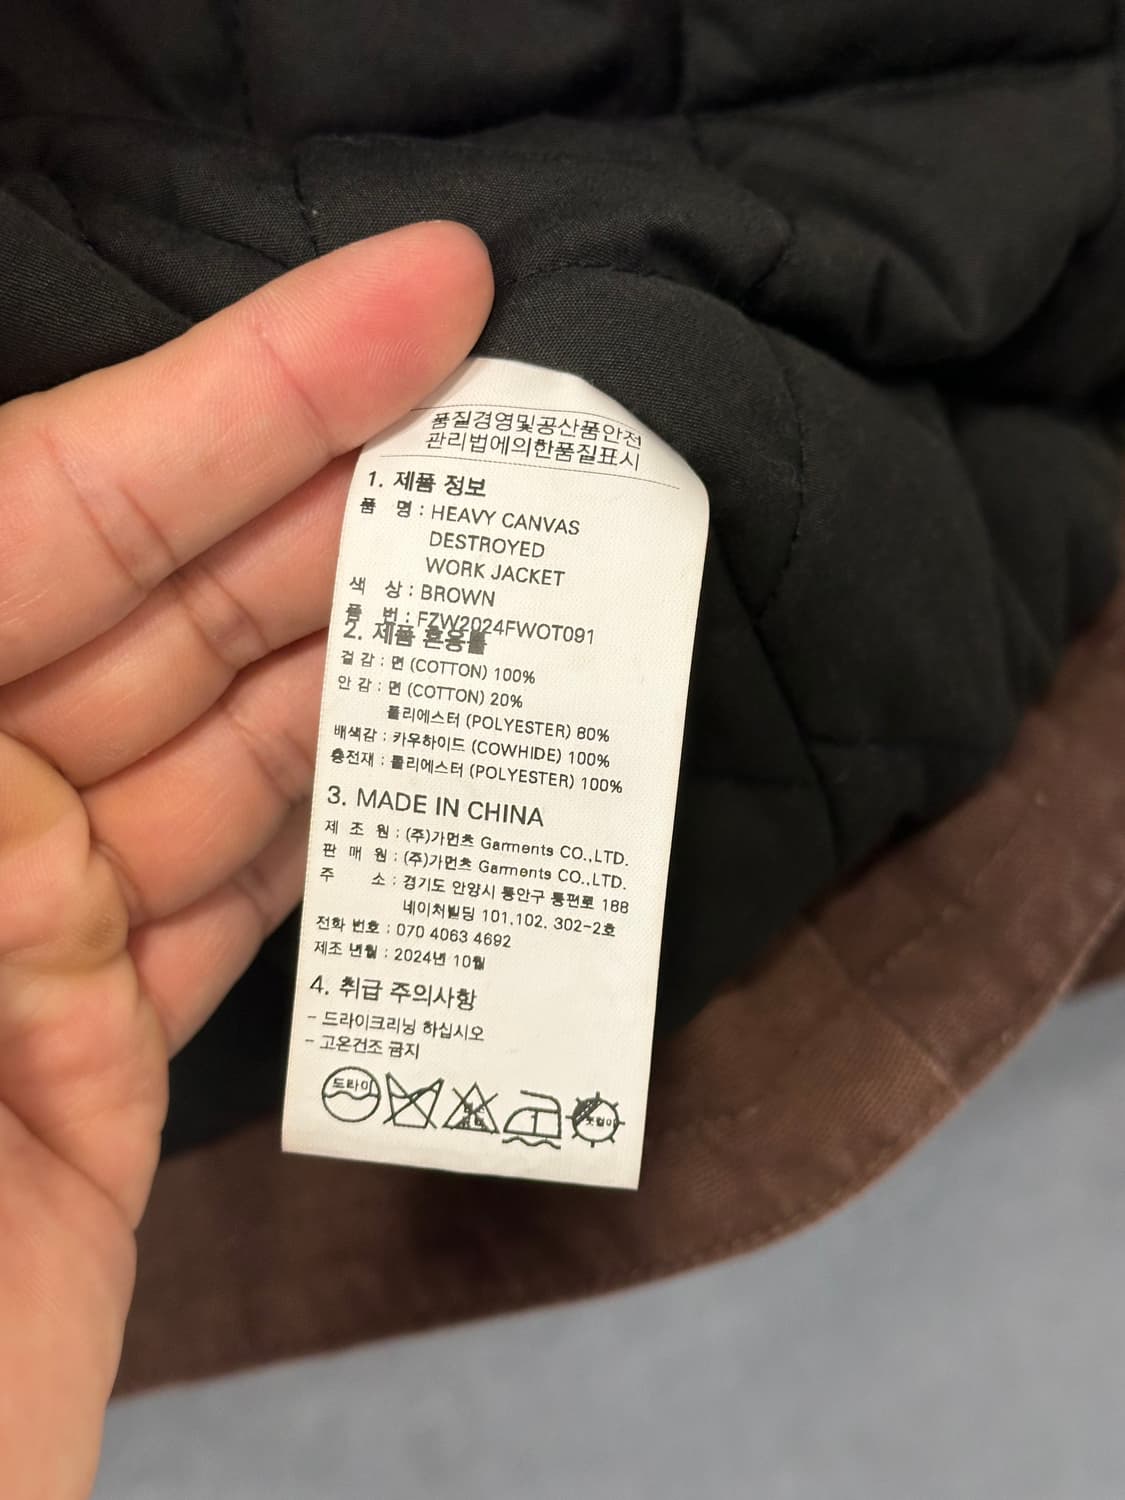 품질경영및공산품안전
관리법에의한품질표시
1. 제품 정보
품 명 : HEAVY CANVAS
DESTROYED
WORK JACKET
색 상 : BROWN
품 번 : FZW2024FWOT091
2. 제품 혼용률
겉 감 : 면 (COTTON) 100%
안 감 : 면 (COTTON) 20%
폴리에스터 (POLYESTER) 80%
배색감 : 카우하이드 (COWHIDE) 100%
충전재 : 폴리에스터 (POLYESTER) 100%
3. MADE IN CHINA
제 조 원 : (주)가먼츠 Garments CO.,LTD.
판 매 원 : (주)가먼츠 Garments CO.,LTD.
주 소 : 경기도 안양시 동안구 동편로 188
네이처빌딩 101,102, 302-2호
전화 번호 : 070 4063 4692
제조 년월 : 2024년 10월
4. 취급 주의사항
- 드라이크리닝 하십시오
- 고온건조 금지
드라이 1 옷걸이